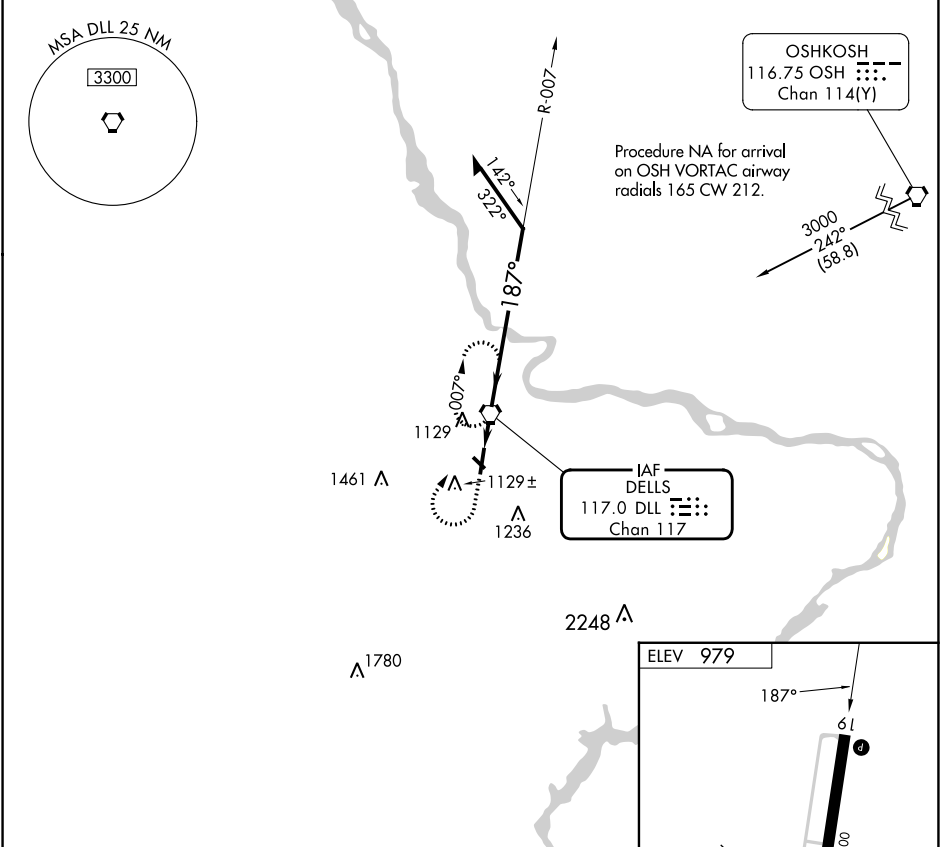 MSA DLL 25 NM
3300
R-007
OSHKOSH
116.75 OSH
Chan 114(Y)
Procedure NA for arrival
on OSH VORTAC airway
radials 165 CW 212.
142°
322°
3000
242°
(58.8)
187°
007°
1129
1461
1129±
1236
IAF
DELLS
117.0 DLL
Chan 117
2248
1780
ELEV 979
187°
19
P